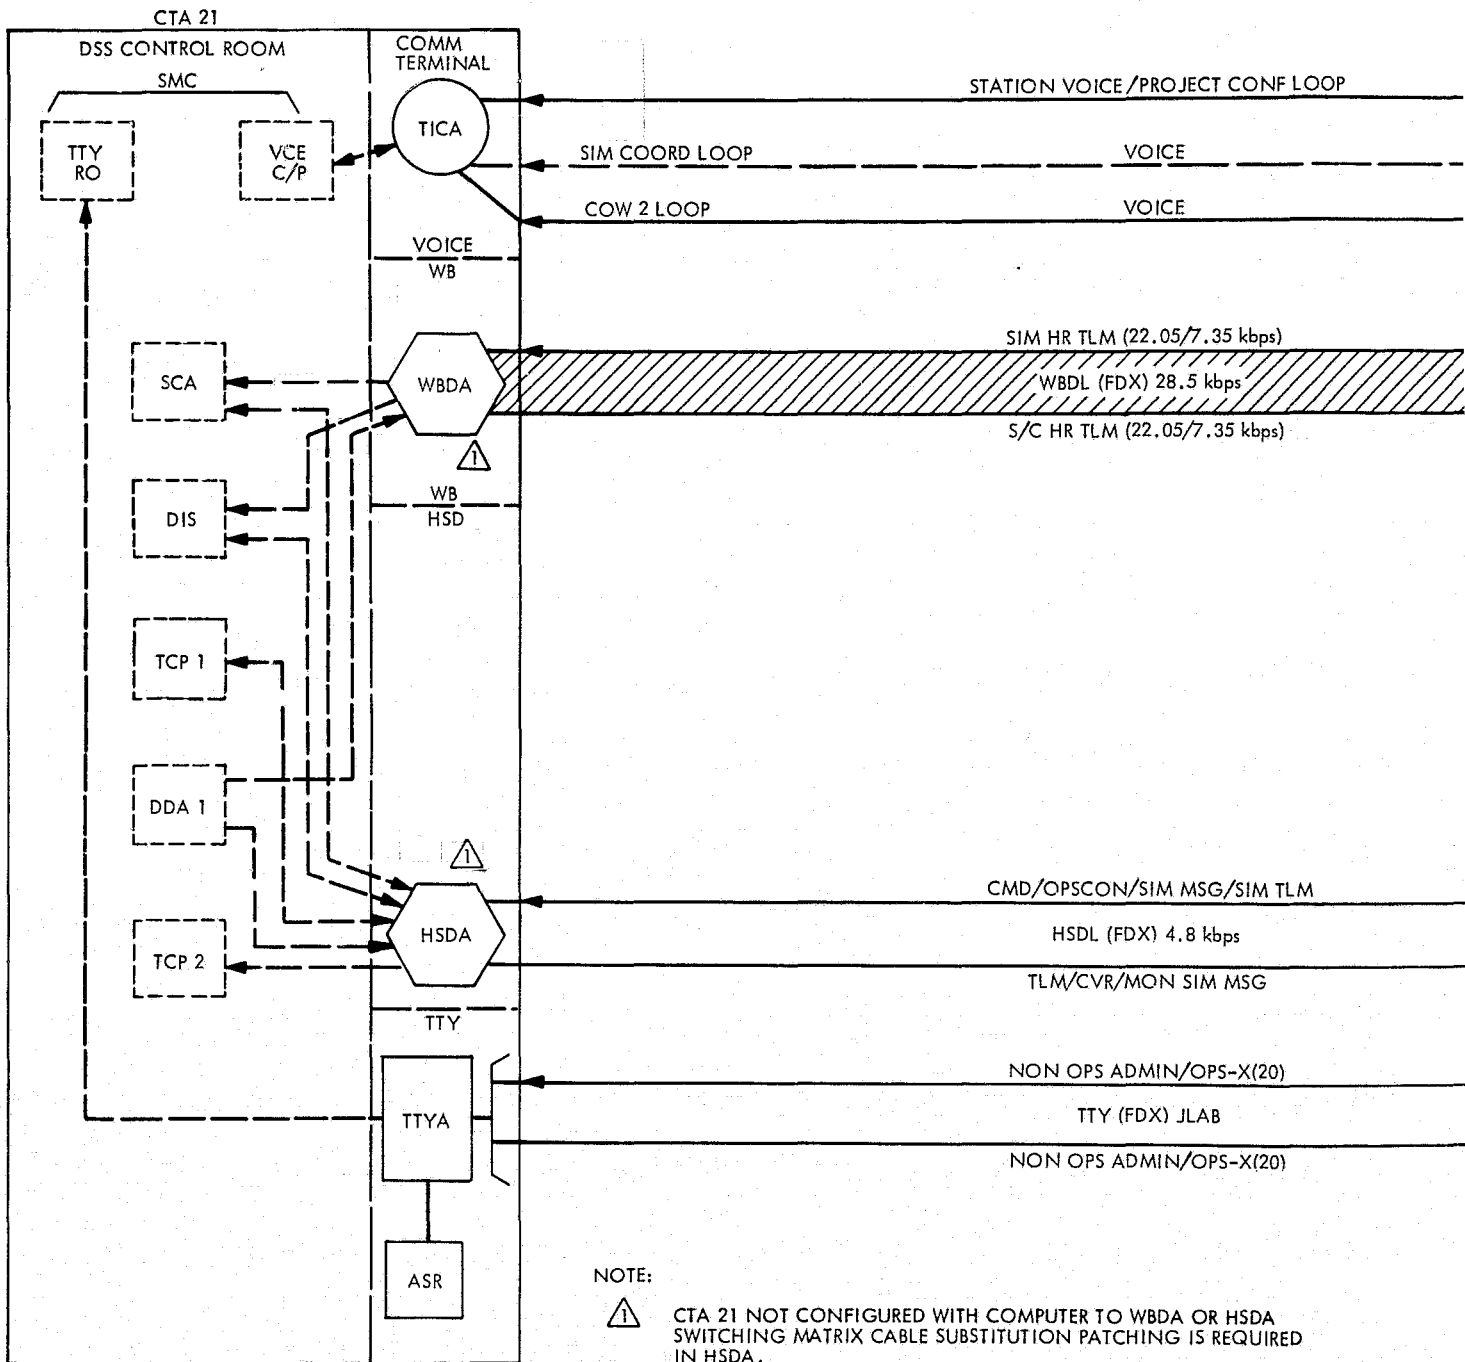 CTA 21
DSS CONTROL ROOM
SMC
TTY
RO
VCE
C/P
COMM
TERMINAL
TICA
STATION VOICE/PROJECT CONF LOOP
SIM COORD LOOP VOICE
COW 2 LOOP VOICE
VOICE
WB
SIM HR TLM (22.05/7.35 kbps)
SCA
WBDA
WBDL (FDX) 28.5 kbps
S/C HR TLM (22.05/7.35 kbps)
1
WB
HSD
DIS
TCP 1
DDA 1
1
CMD/OPSCON/SIM MSG/SIM TLM
HSDA
HSDL (FDX) 4.8 kbps
TCP 2
TLM/CVR/MON SIM MSG
TTY
NON OPS ADMIN/OPS-X(20)
TTYA
TTY (FDX) JLAB
NON OPS ADMIN/OPS-X(20)
ASR
NOTE:
1 CTA 21 NOT CONFIGURED WITH COMPUTER TO WBDA OR HSDA
SWITCHING MATRIX CABLE SUBSTITUTION PATCHING IS REQUIRED
IN HSDA.